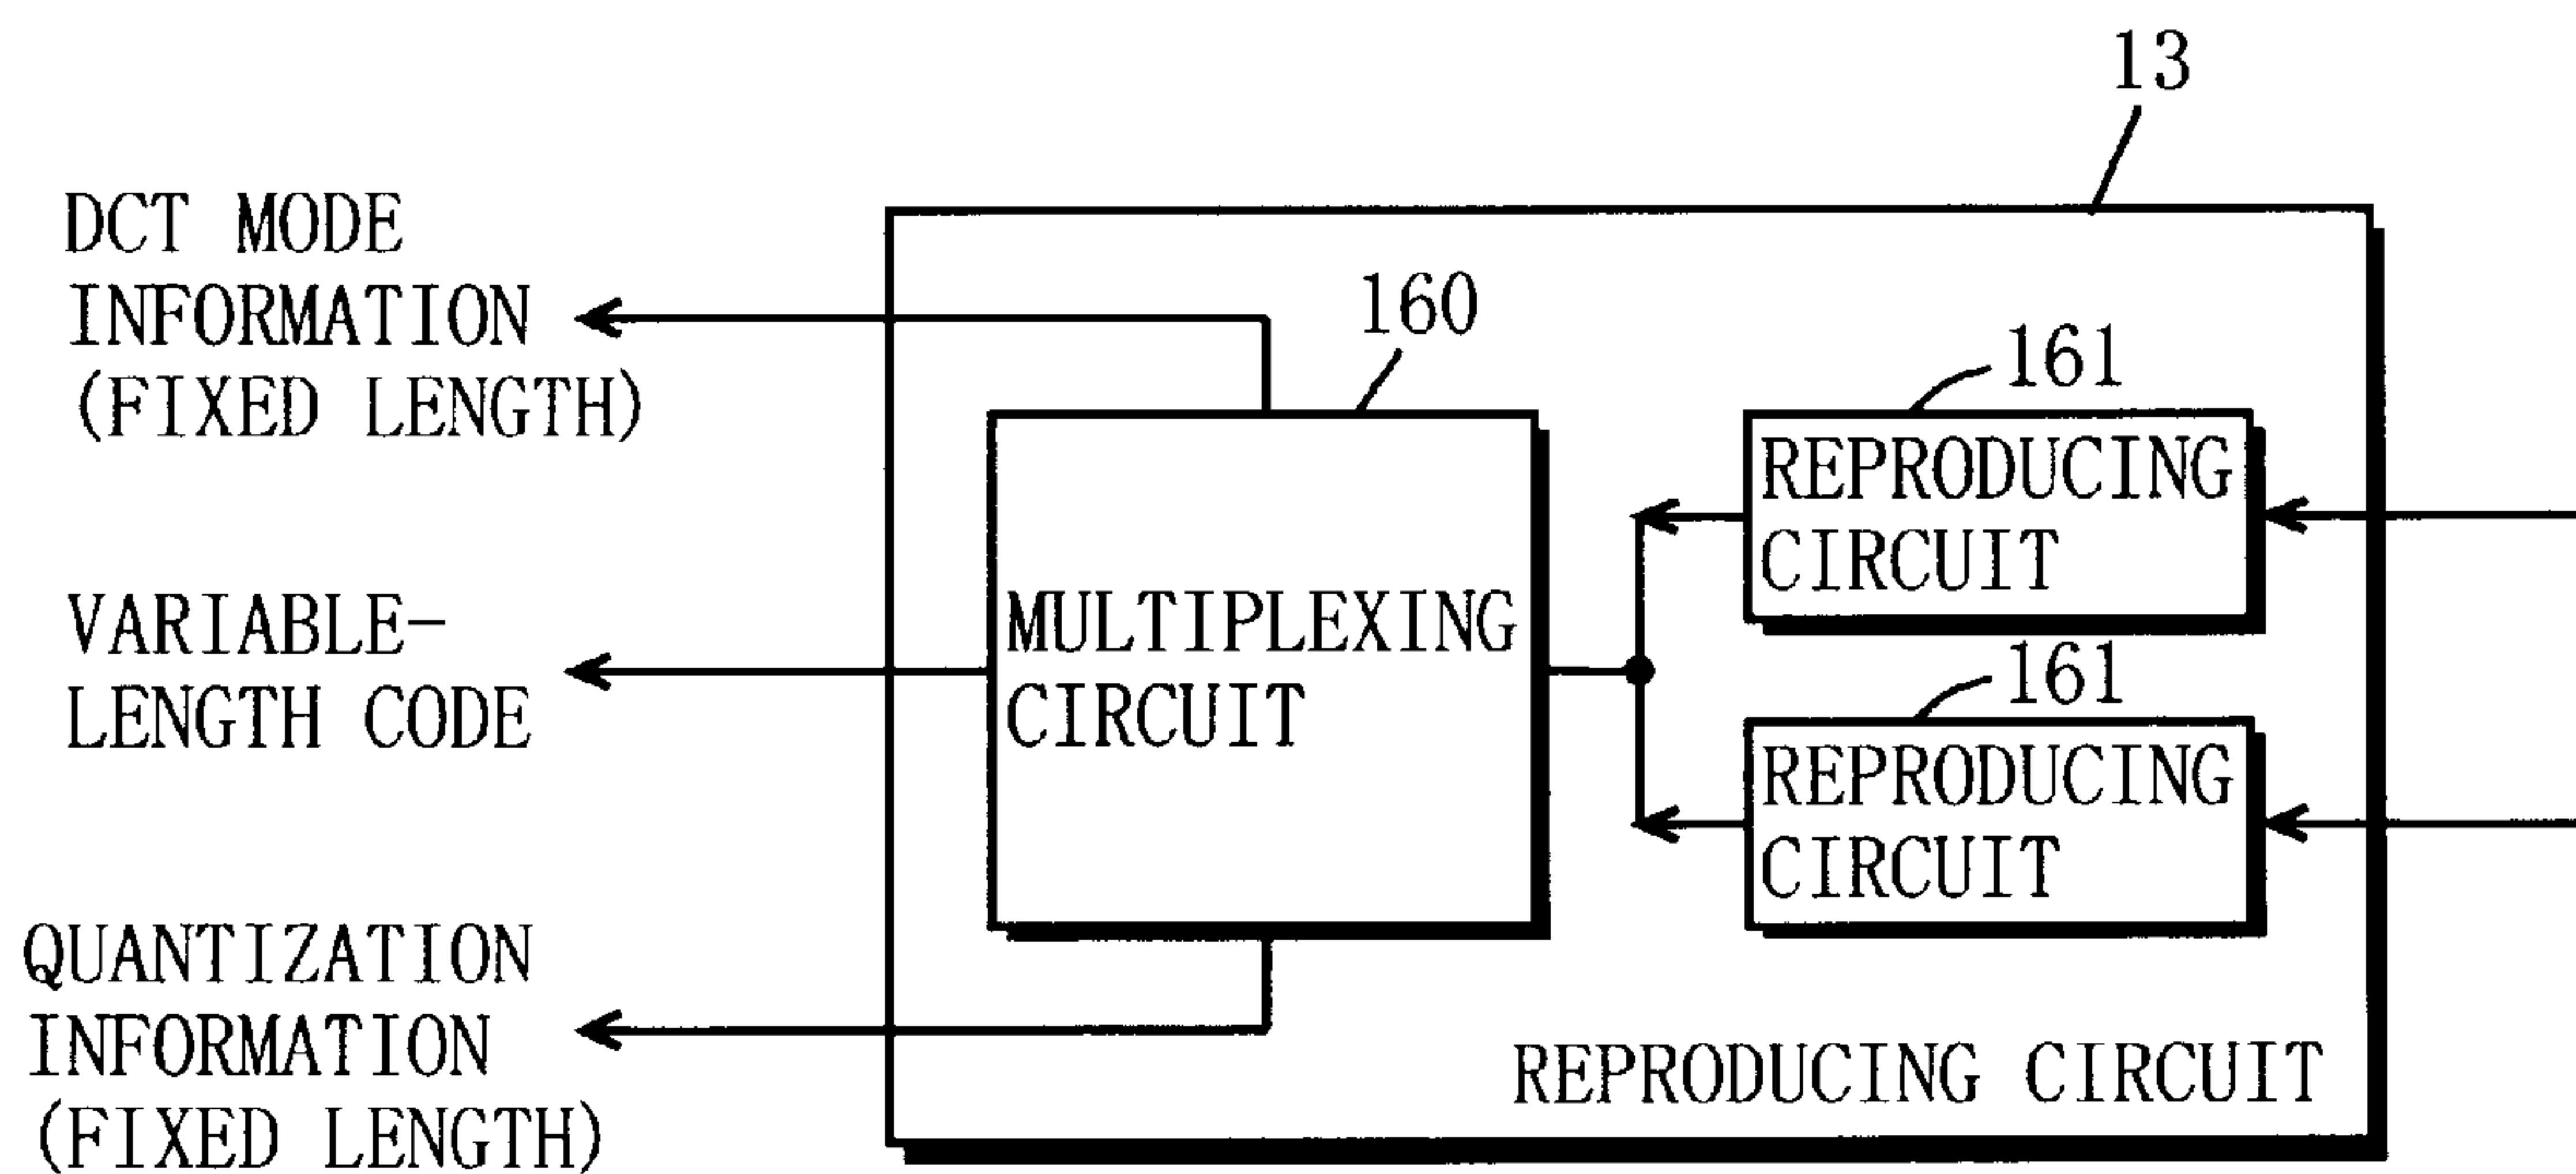 13
DCT MODE
INFORMATION
(FIXED LENGTH)
160
161
REPRODUCING
CIRCUIT
VARIABLE-
LENGTH CODE
MULTIPLEXING
CIRCUIT
161
REPRODUCING
CIRCUIT
QUANTIZATION
INFORMATION
(FIXED LENGTH)
REPRODUCING CIRCUIT